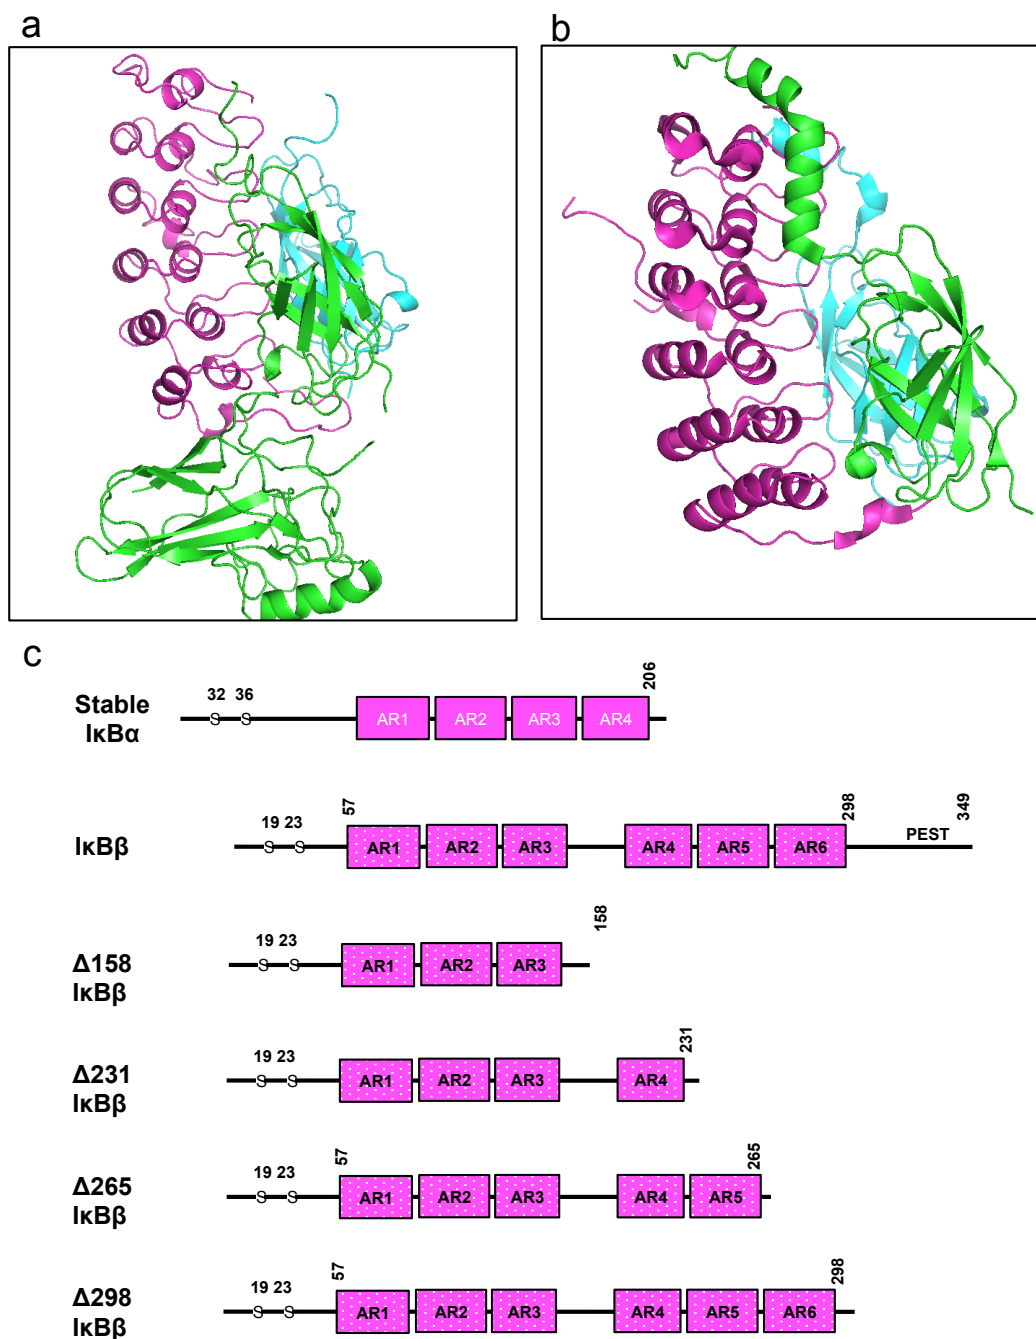 a
b
c
Stable
IκBα
32 36
S S
AR1 AR2 AR3 AR4
206
IκBβ
19 23
S S
57
AR1 AR2 AR3 AR4 AR5 AR6
298
PEST
349
Δ158
IκBβ
19 23
S S
AR1 AR2 AR3
158
Δ231
IκBβ
19 23
S S
AR1 AR2 AR3 AR4
231
Δ265
IκBβ
19 23
S S
57
AR1 AR2 AR3 AR4 AR5
265
Δ298
IκBβ
19 23
S S
57
AR1 AR2 AR3 AR4 AR5 AR6
298